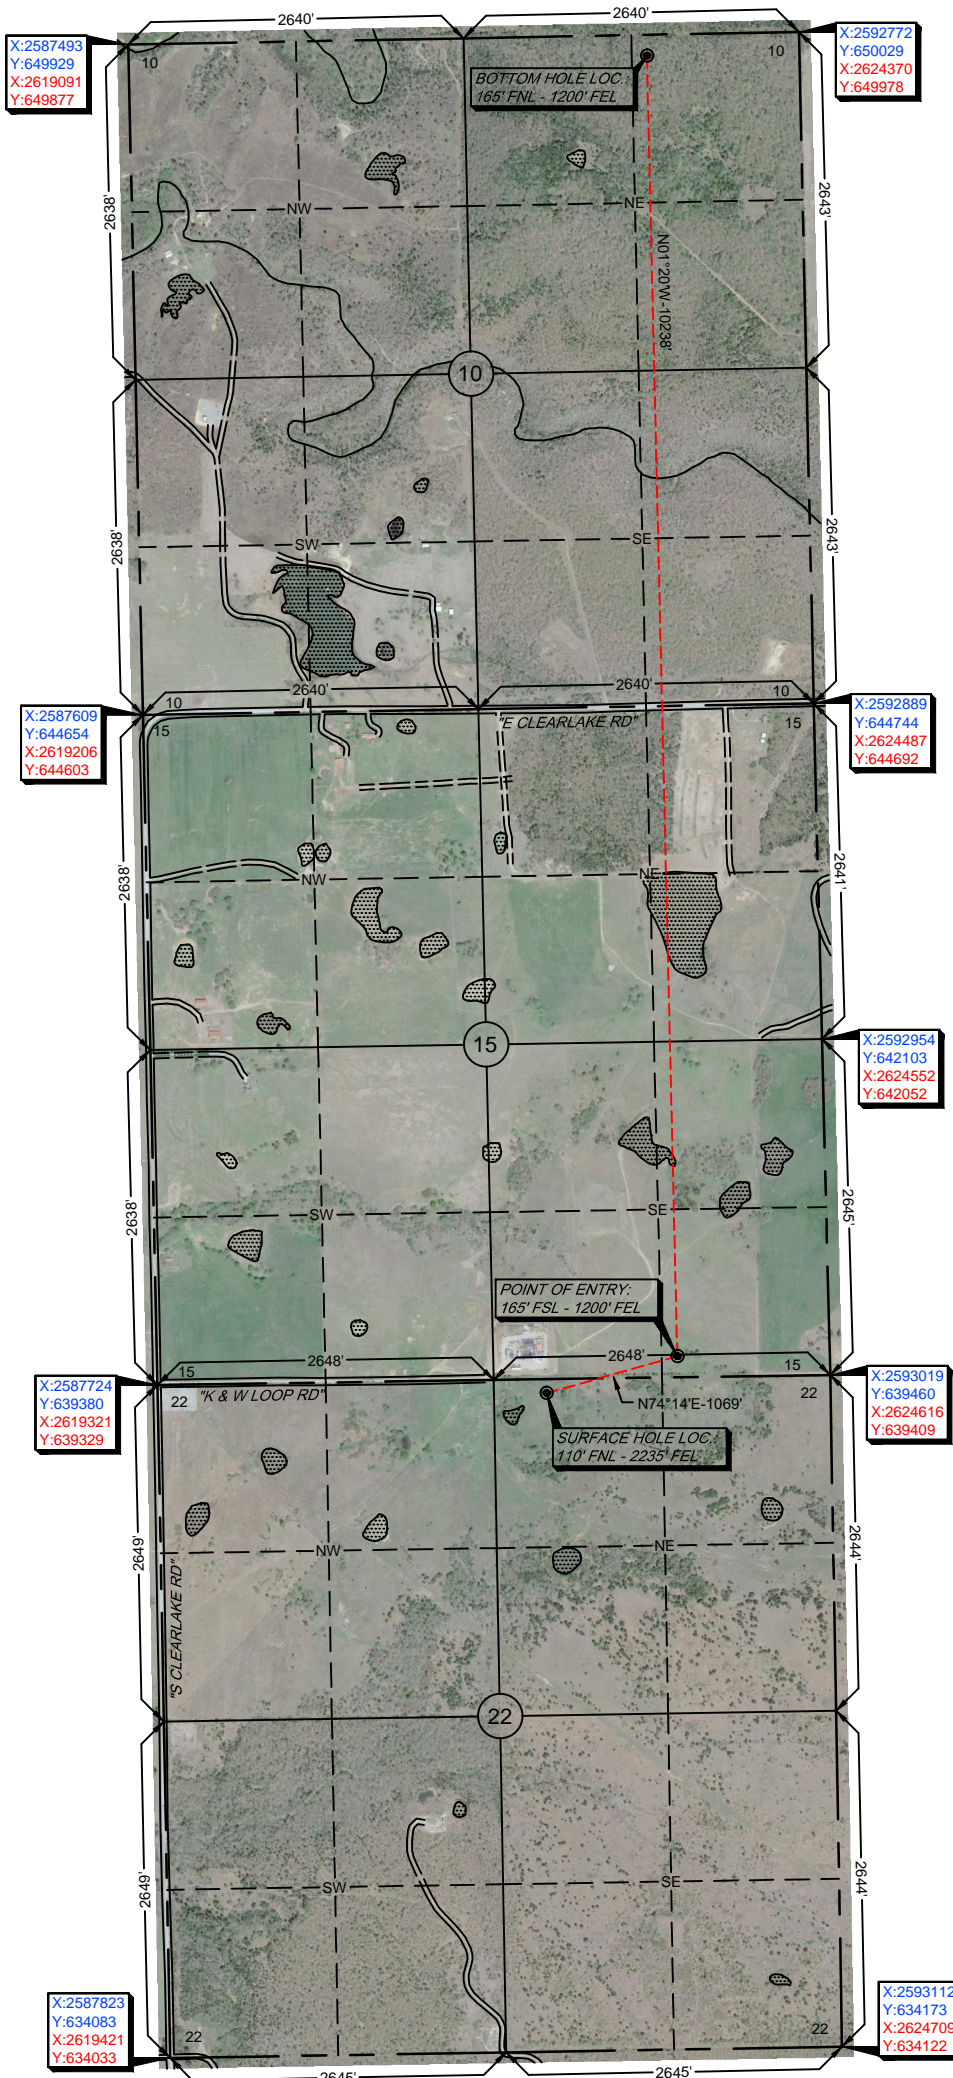 2640'
2640'
X:2587493
Y:649929
X:2619091
Y:649877
X:2592772
Y:650029
X:2624370
Y:649978
10
10
BOTTOM HOLE LOC.:
165' FNL - 1200' FEL
2638'
2643'
NW
NE
N01°20'W-10238'
10
2638'
2643'
SW
SE
2640'
2640'
10
10
X:2587609
Y:644654
X:2619206
Y:644603
X:2592889
Y:644744
X:2624487
Y:644692
15
"E CLEARLAKE RD"
15
2638'
2641'
NW
NE
15
X:2592954
Y:642103
X:2624552
Y:642052
2638'
2645'
SW
SE
POINT OF ENTRY:
165' FSL - 1200' FEL
2648'
2648'
15
15
X:2587724
Y:639380
X:2619321
Y:639329
X:2593019
Y:639460
X:2624616
Y:639409
22
"K & W LOOP RD"
22
N74°14'E-1069'
SURFACE HOLE LOC.:
110' FNL - 2235' FEL
2649'
2644'
NW
NE
"S CLEARLAKE RD"
22
2649'
2644'
SW
SE
X:2587823
Y:634083
X:2619421
Y:634033
X:2593112
Y:634173
X:2624709
Y:634122
22
22
2645'
2645'